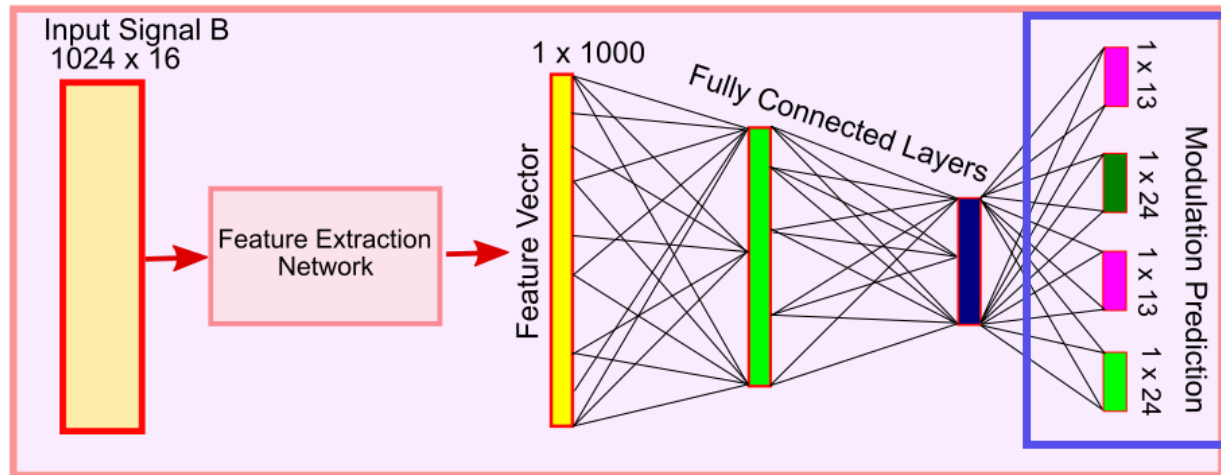 Input Signal B
1024 x 16
Feature Extraction
Network
Feature Vector
1 x 1000
Fully Connected Layers
1 x 13
1 x 24
1 x 13
1 x 24
Modulation Prediction